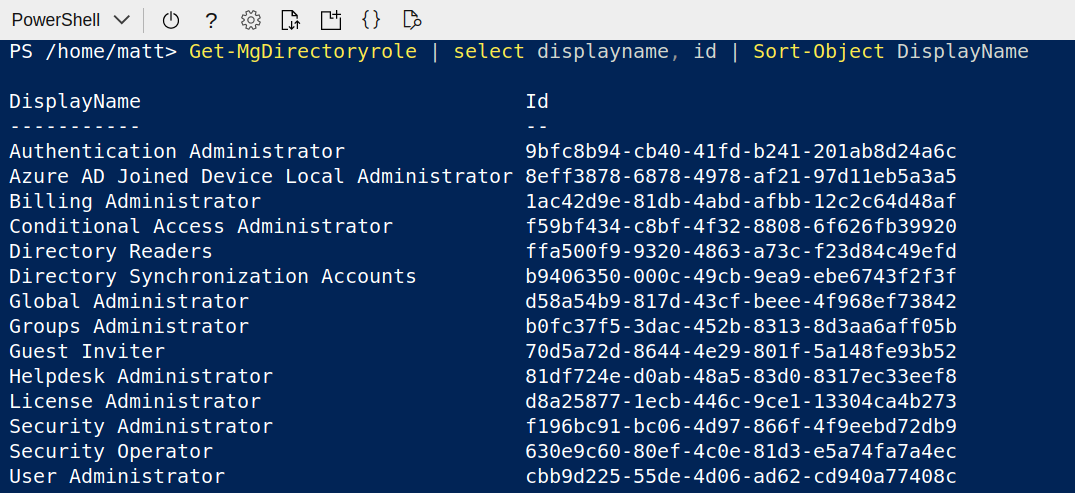 PowerShell ? {}
PS /home/matt> Get-MgDirectoryrole | select displayname, id | Sort-Object DisplayName
DisplayName Id
----------- --
Authentication Administrator 9bfc8b94-cb40-41fd-b241-201ab8d24a6c
Azure AD Joined Device Local Administrator 8eff3878-6878-4978-af21-97d11eb5a3a5
Billing Administrator 1ac42d9e-81db-4abd-afbb-12c2c64d48af
Conditional Access Administrator f59bf434-c8bf-4f32-8808-6f626fb39920
Directory Readers ffa500f9-9320-4863-a73c-f23d84c49efd
Directory Synchronization Accounts b9406350-000c-49cb-9ea9-ebe6743f2f3f
Global Administrator d58a54b9-817d-43cf-beee-4f968ef73842
Groups Administrator b0fc37f5-3dac-452b-8313-8d3aa6aff05b
Guest Inviter 70d5a72d-8644-4e29-801f-5a148fe93b52
Helpdesk Administrator 81df724e-d0ab-48a5-83d0-8317ec33eef8
License Administrator d8a25877-1ecb-446c-9ce1-13304ca4b273
Security Administrator f196bc91-bc06-4d97-866f-4f9eebd72db9
Security Operator 630e9c60-80ef-4c0e-81d3-e5a74fa7a4ec
User Administrator cbb9d225-55de-4d06-ad62-cd940a77408c